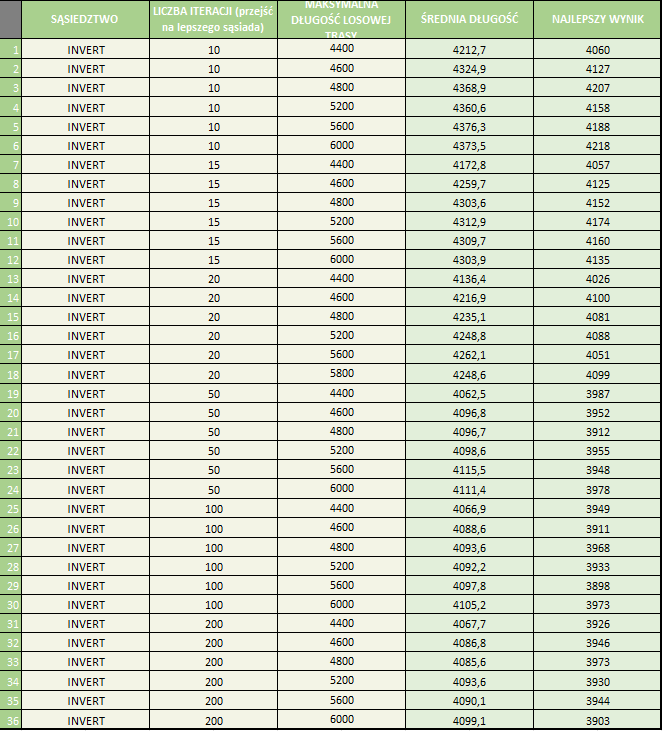 SĄSIEDZTWO LICZBA ITERACJI (przejść na lepszego sąsiada) MAKSYMALNA DŁUGOŚĆ LOSOWEJ TRASY ŚREDNIA DŁUGOŚĆ NAJLEPSZY WYNIK
1 INVERT 10 4400 4212,7 4060
2 INVERT 10 4600 4324,9 4127
3 INVERT 10 4800 4368,9 4207
4 INVERT 10 5200 4360,6 4158
5 INVERT 10 5600 4376,3 4188
6 INVERT 10 6000 4373,5 4218
7 INVERT 15 4400 4172,8 4057
8 INVERT 15 4600 4259,7 4125
9 INVERT 15 4800 4303,6 4152
10 INVERT 15 5200 4312,9 4174
11 INVERT 15 5600 4309,7 4160
12 INVERT 15 6000 4303,9 4135
13 INVERT 20 4400 4136,4 4026
14 INVERT 20 4600 4216,9 4100
15 INVERT 20 4800 4235,1 4081
16 INVERT 20 5200 4248,8 4088
17 INVERT 20 5600 4262,1 4051
18 INVERT 20 5800 4248,6 4099
19 INVERT 50 4400 4062,5 3987
20 INVERT 50 4600 4096,8 3952
21 INVERT 50 4800 4096,7 3912
22 INVERT 50 5200 4098,6 3955
23 INVERT 50 5600 4115,5 3948
24 INVERT 50 6000 4111,4 3978
25 INVERT 100 4400 4066,9 3949
26 INVERT 100 4600 4088,6 3911
27 INVERT 100 4800 4093,6 3968
28 INVERT 100 5200 4092,2 3933
29 INVERT 100 5600 4097,8 3898
30 INVERT 100 6000 4105,2 3973
31 INVERT 200 4400 4067,7 3926
32 INVERT 200 4600 4086,8 3946
33 INVERT 200 4800 4085,6 3973
34 INVERT 200 5200 4093,6 3930
35 INVERT 200 5600 4090,1 3944
36 INVERT 200 6000 4099,1 3903